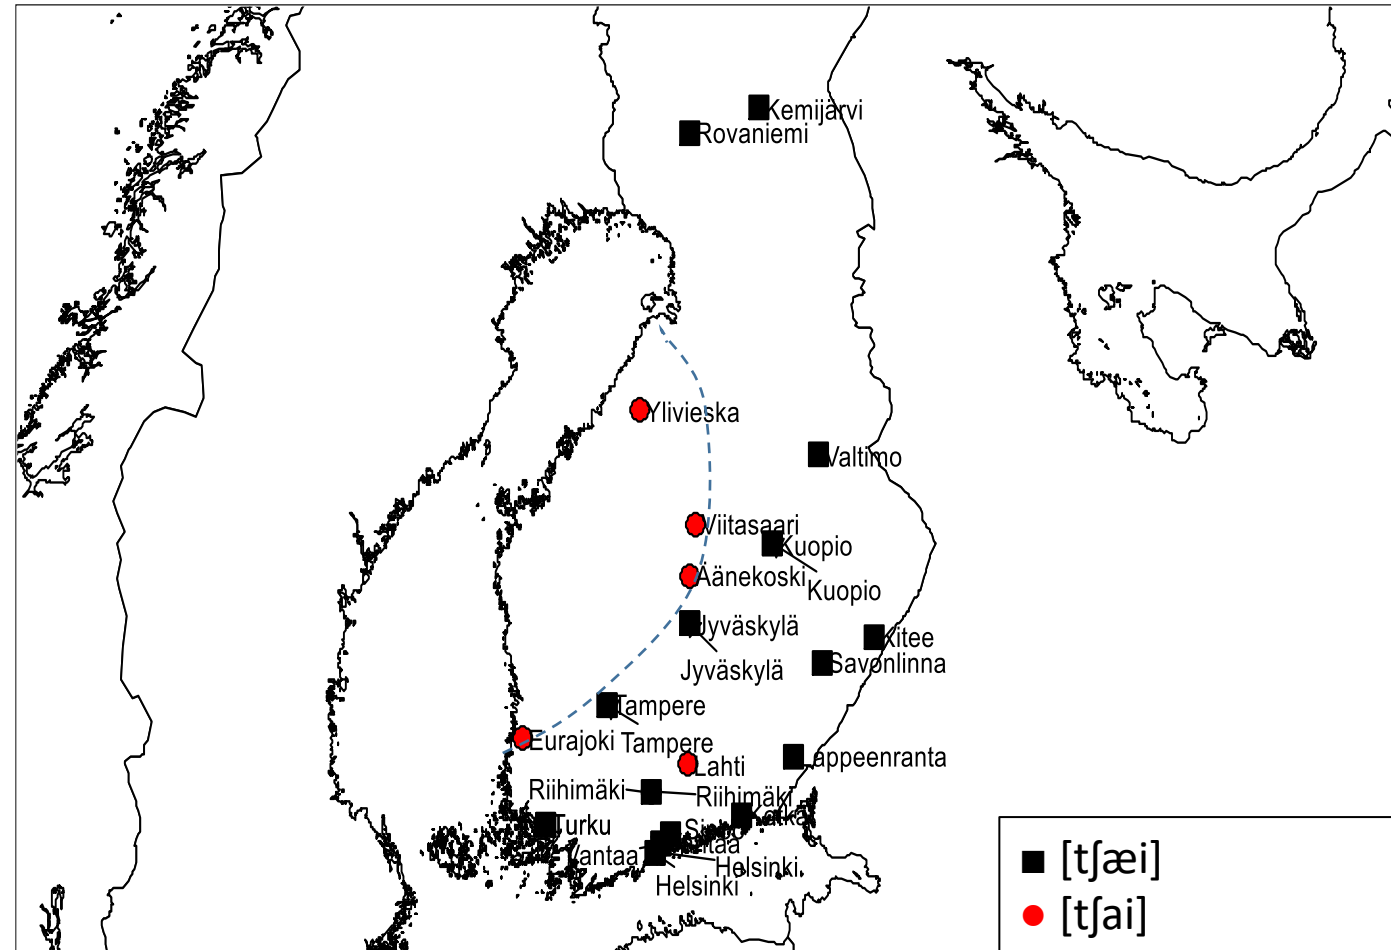 Kemijärvi
Rovaniemi
Ylivieska
Valtimo
Viitasaari
Kuopio
Äänekoski
Kuopio
Jyväskylä
Kitee
Savonlinna
Jyväskylä
Tampere
Eurajoki
Tampere
Lappeenranta
Lahti
Riihimäki
Riihimäki
Kotka
Turku
Vantaa
Helsinki
Helsinki
[tʃæi]
[tʃai]